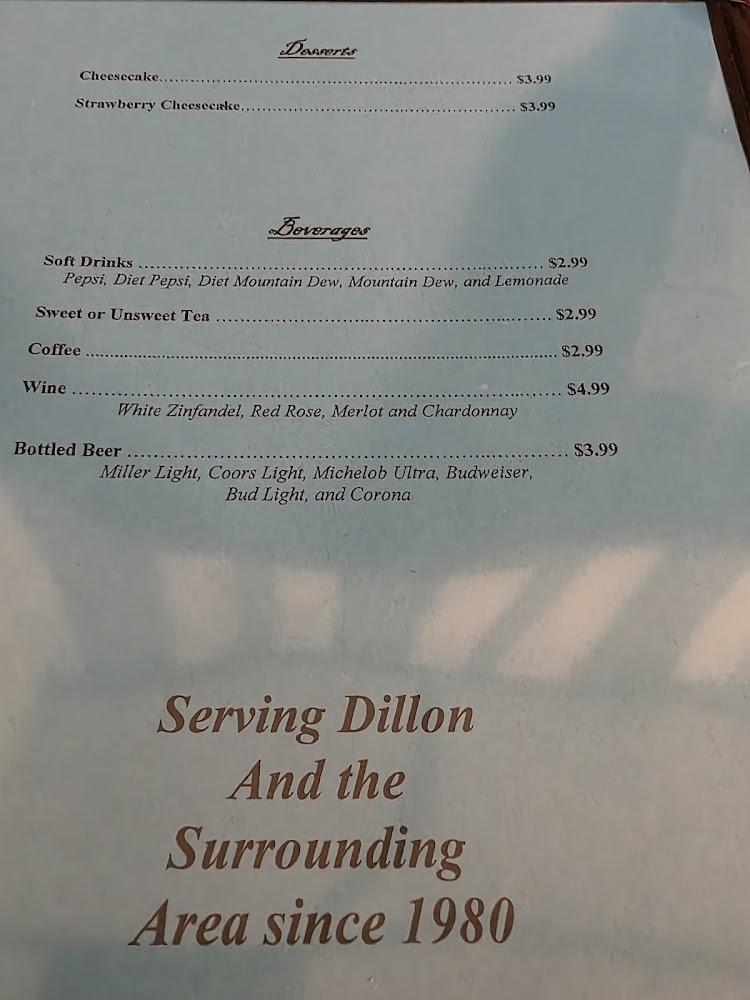 Desserts
Cheesecake.................................................................$3.99
Strawberry Cheesecake.................................................$3.99
Beverages
Soft Drinks ................................................................. $2.99
Pepsi, Diet Pepsi, Diet Mountain Dew, Mountain Dew, and Lemonade
Sweet or Unsweet Tea ....................................................... $2.99
Coffee ................................................................................ $2.99
Wine ................................................................................ $4.99
White Zinfandel, Red Rose, Merlot and Chardonnay
Bottled Beer ..................................................................... $3.99
Miller Light, Coors Light, Michelob Ultra, Budweiser,
Bud Light, and Corona
Serving Dillon
And the
Surrounding
Area since 1980